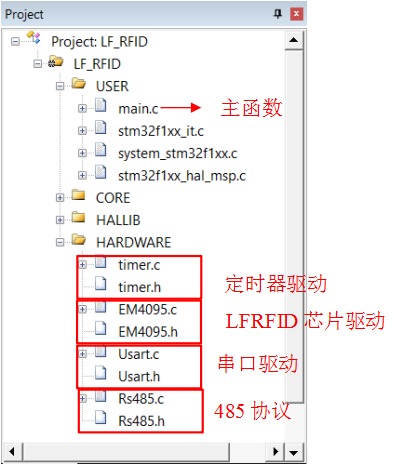 Project
Project: LF_RFID
LF_RFID
USER
main.c 主函数
stm32f1xx_it.c
system_stm32f1xx.c
stm32f1xx_hal_msp.c
CORE
HALLIB
HARDWARE
timer.c
timer.h
定时器驱动
EM4095.c
EM4095.h
LFRFID 芯片驱动
Usart.c
Usart.h
串口驱动
Rs485.c
Rs485.h
485 协议